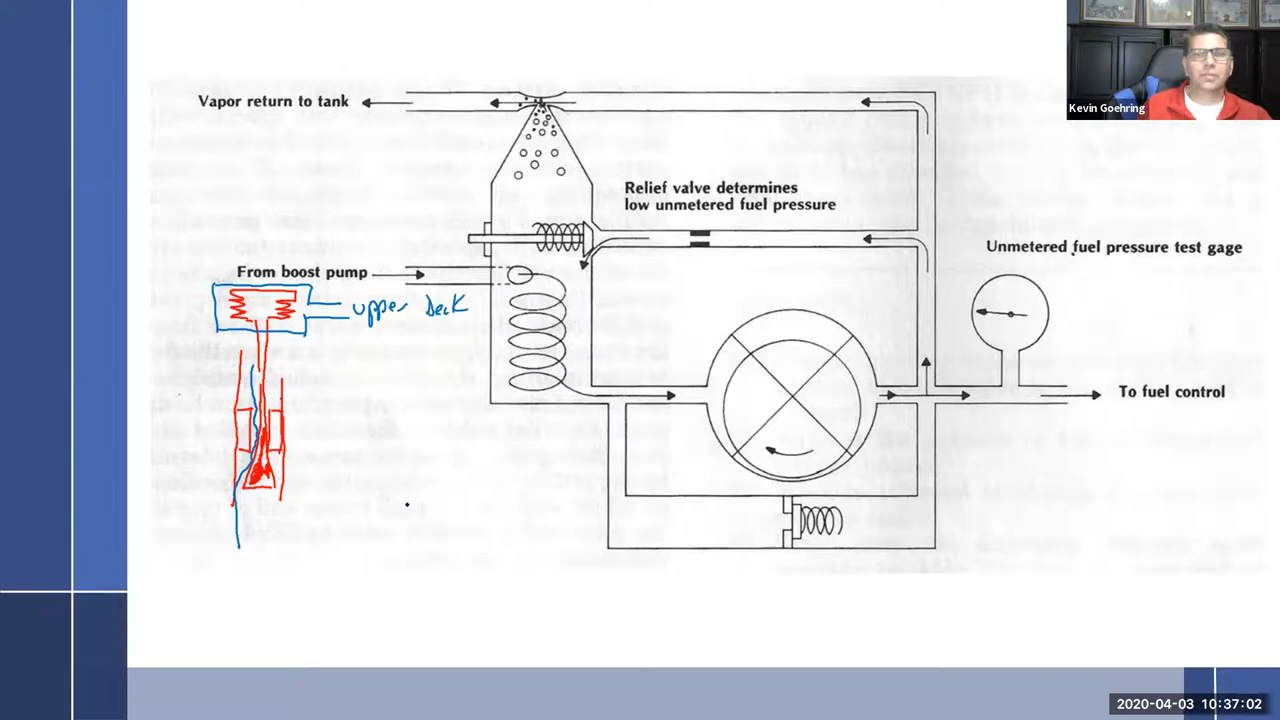 Kevin Goehring
Vapor return to tank
Relief valve determines
low unmetered fuel pressure
Unmetered fuel pressure test gage
From boost pump
upper Deck
To fuel control
2020-04-03 10:37:02